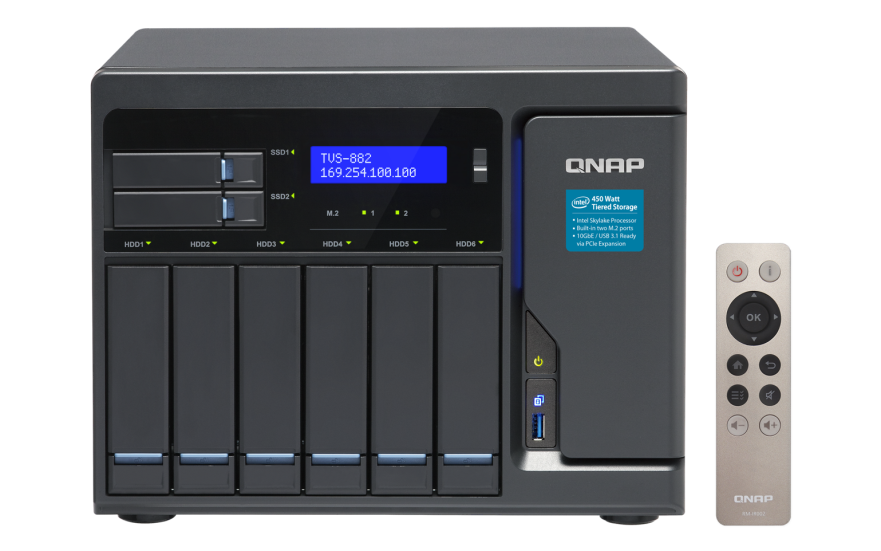 SSD1
TVS-882
169.254.100.100
SSD2
M.2 1 2
HDD1 HDD2 HDD3 HDD4 HDD5 HDD6
QNAP
intel
450 Watt
Tiered Storage
• Intel Skylake Processor
• Built-in two M.2 ports
• 10GbE / USB 3.1 Ready
via PCIe Expansion
i
OK
QNAP